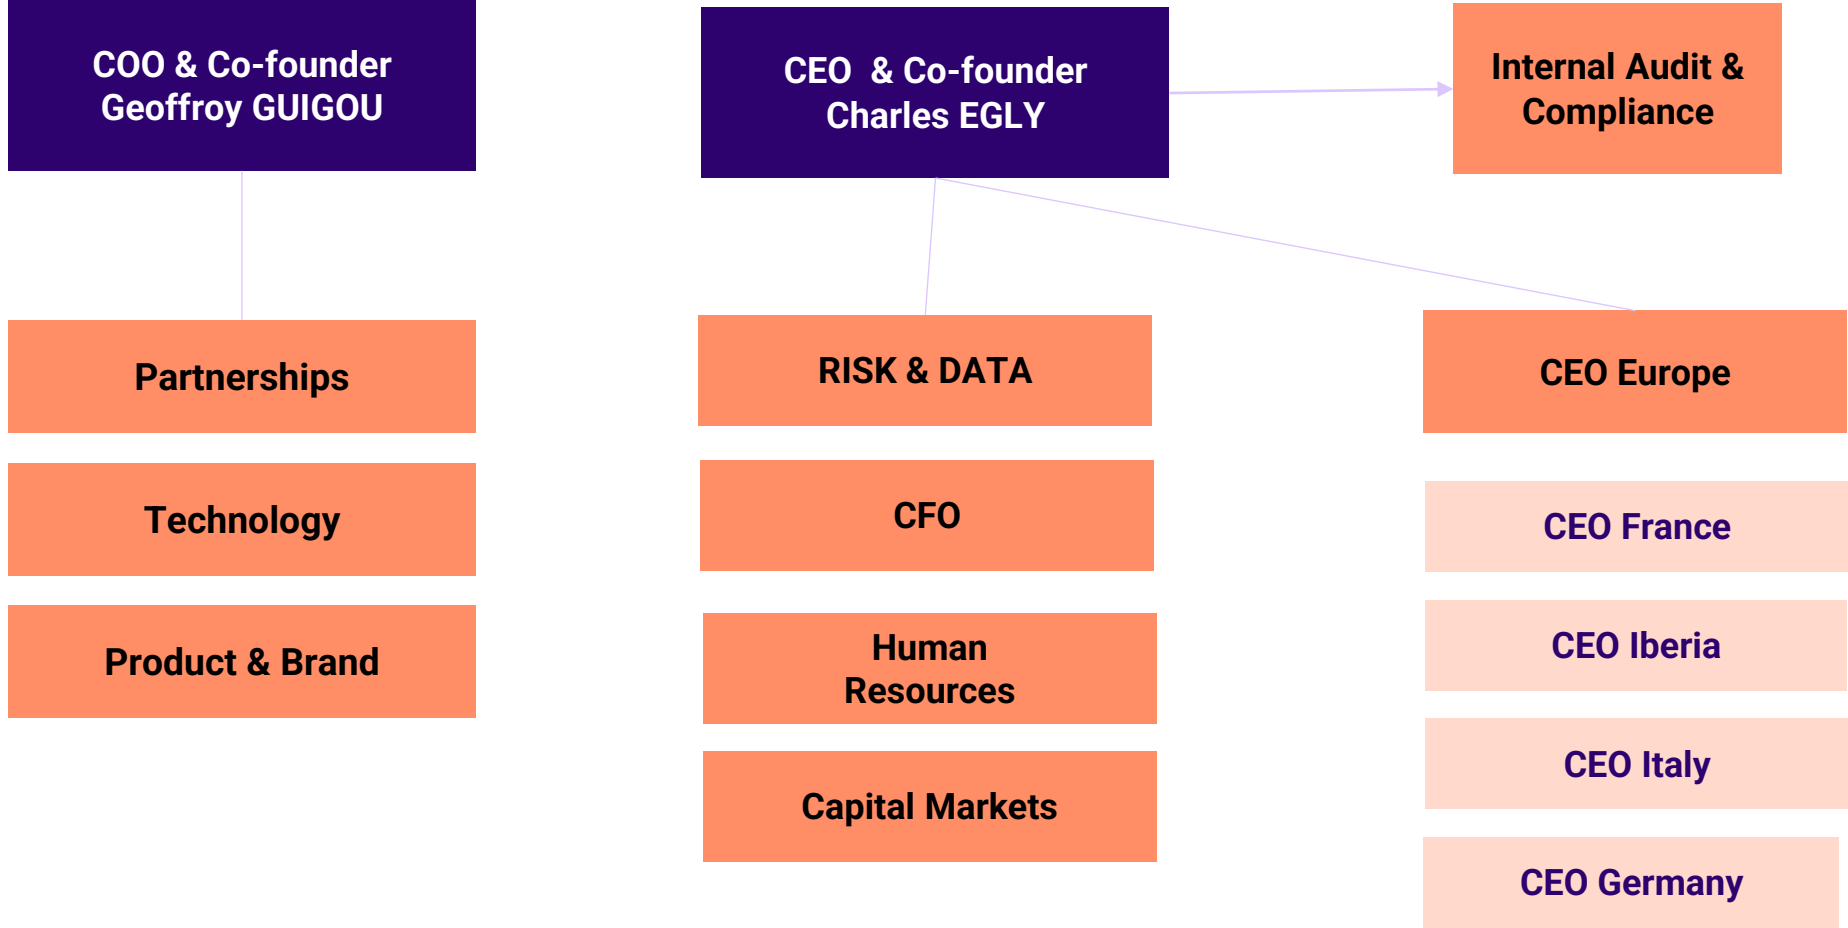 COO & Co-founder
Geoffroy GUIGOU
CEO & Co-founder
Charles EGLY
Internal Audit &
Compliance
Partnerships
Technology
Product & Brand
RISK & DATA
CFO
Human
Resources
Capital Markets
CEO Europe
CEO France
CEO Iberia
CEO Italy
CEO Germany